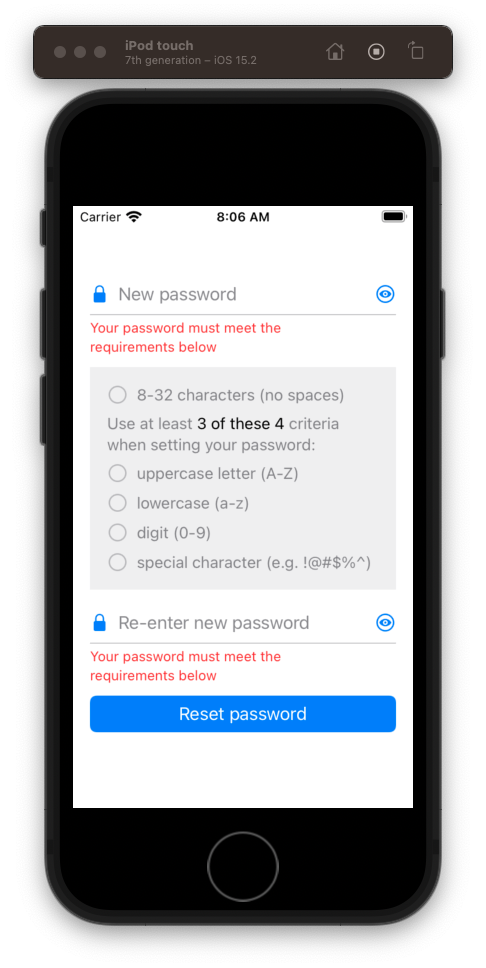 iPod touch
7th generation – iOS 15.2
Carrier 8:06 AM
New password
Your password must meet the
requirements below
8-32 characters (no spaces)
Use at least 3 of these 4 criteria
when setting your password:
uppercase letter (A-Z)
lowercase (a-z)
digit (0-9)
special character (e.g. !@#$%^)
Re-enter new password
Your password must meet the
requirements below
Reset password